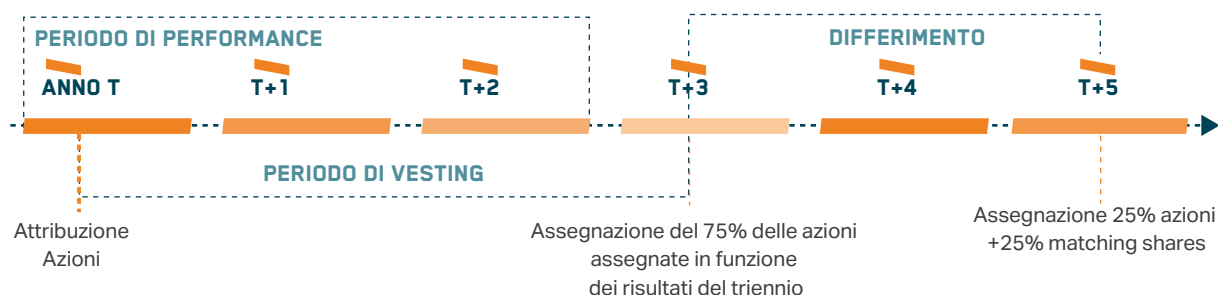 PERIODO DI PERFORMANCE
DIFFERIMENTO
ANNO T
T+1
T+2
T+3
T+4
T+5
PERIODO DI VESTING
Attribuzione
Azioni
Assegnazione del 75% delle azioni
assegnate in funzione
dei risultati del triennio
Assegnazione 25% azioni
+25% matching shares